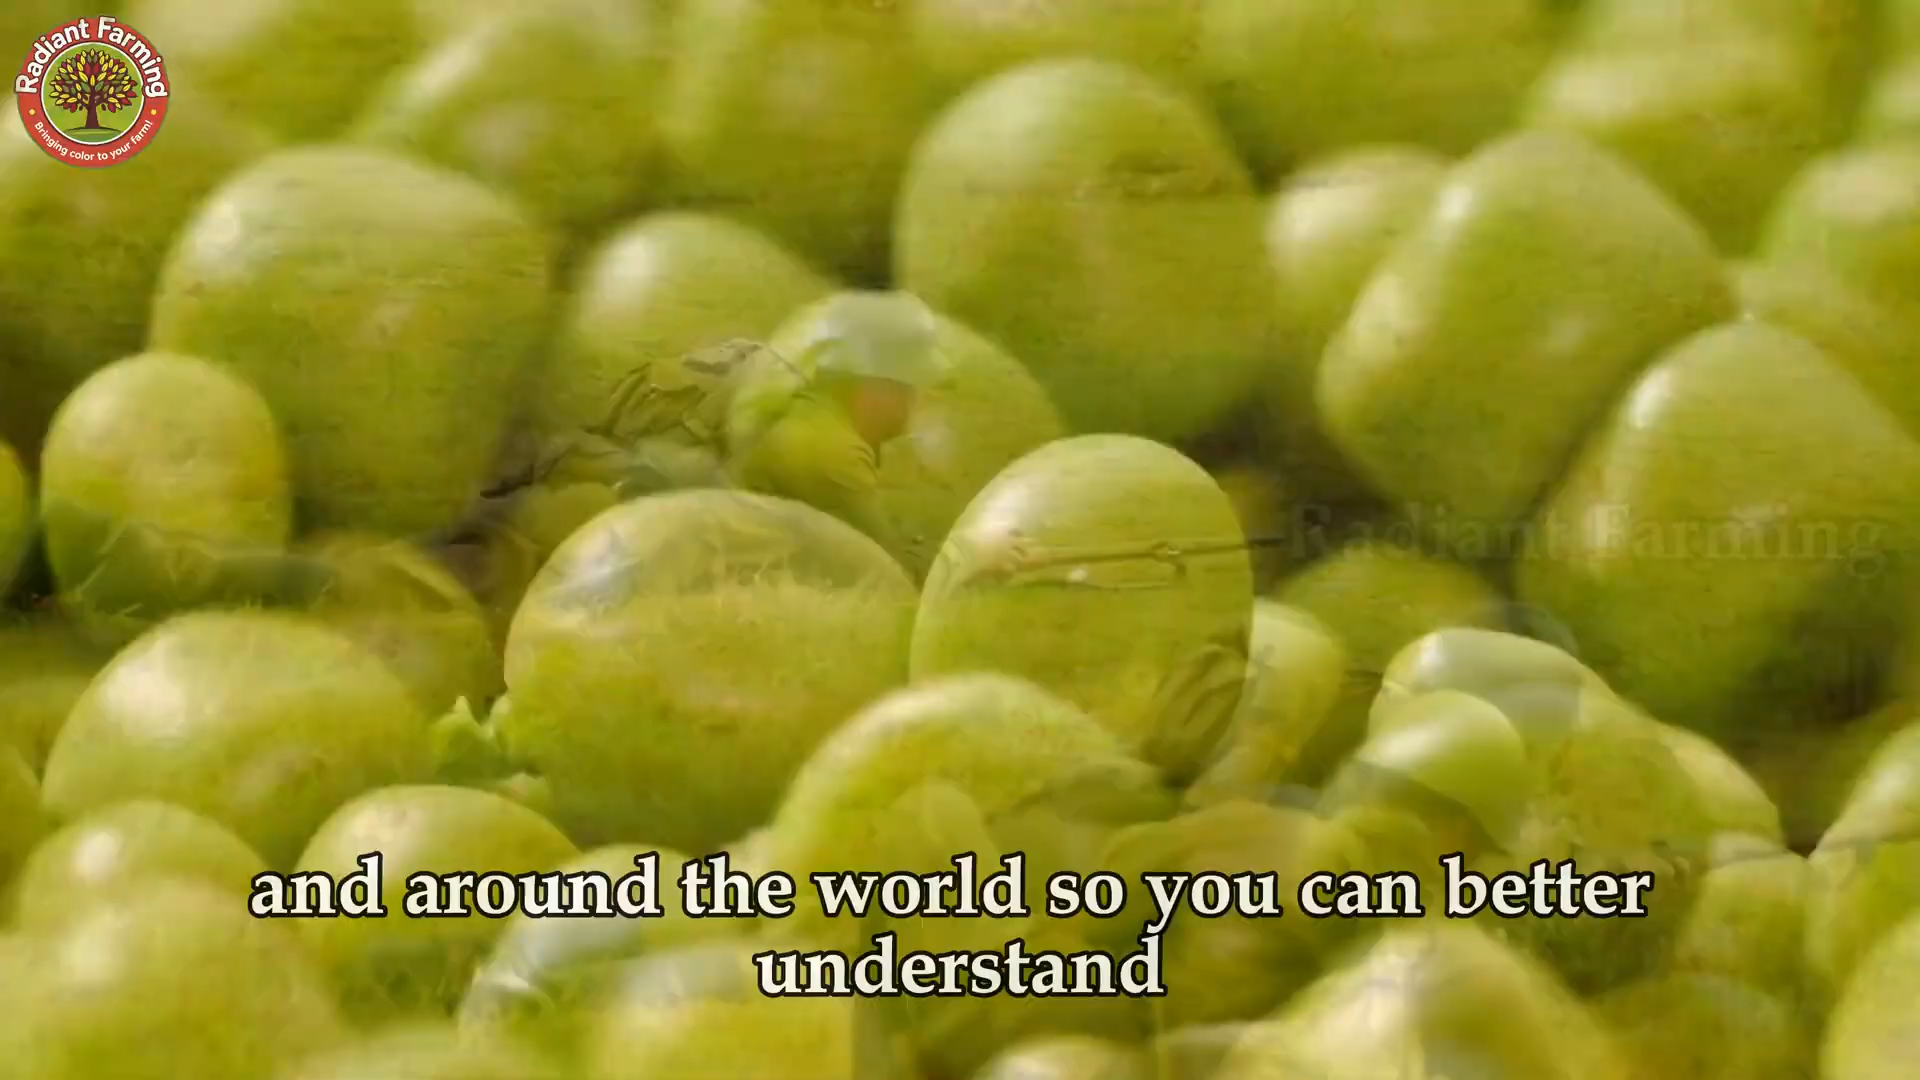 Radiant Farming
Bringing color to your farm!
Radiant Farming
and around the world so you can better
understand